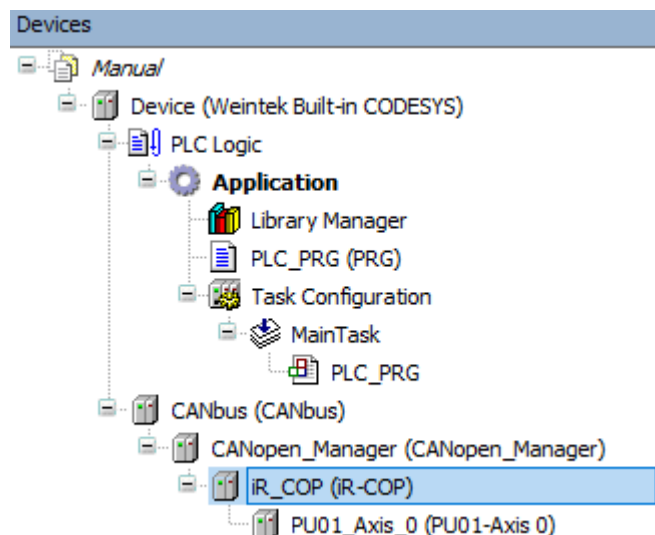 Devices
Manual
Device (Weintek Built-in CODESYS)
PLC Logic
Application
Library Manager
PLC_PRG (PRG)
Task Configuration
MainTask
PLC_PRG
CANbus (CANbus)
CANopen_Manager (CANopen_Manager)
iR_COP (iR-COP)
PU01_Axis_0 (PU01-Axis 0)